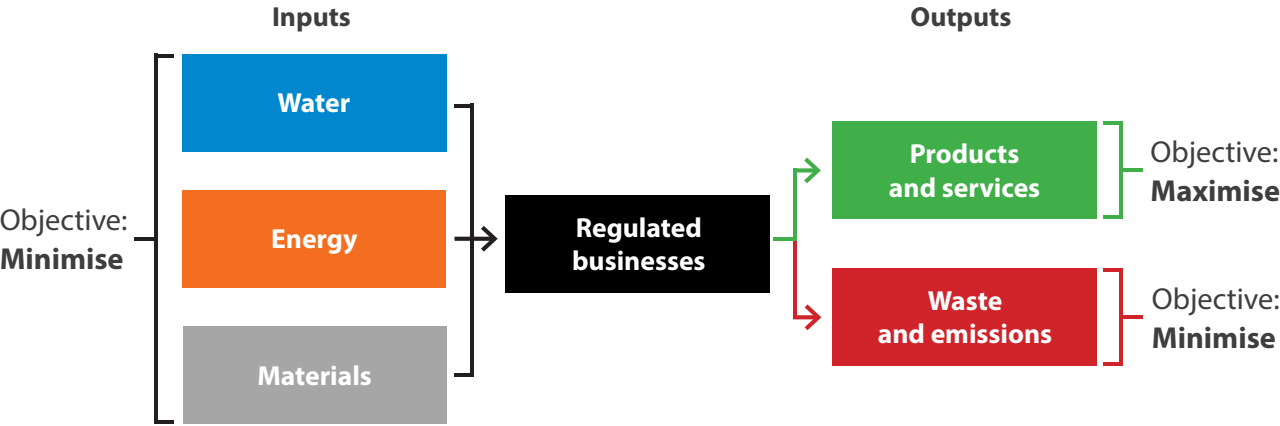 Inputs
Outputs
Objective:
Minimise
Water
Energy
Materials
Regulated
businesses
Products
and services
Objective:
Maximise
Waste
and emissions
Objective:
Minimise